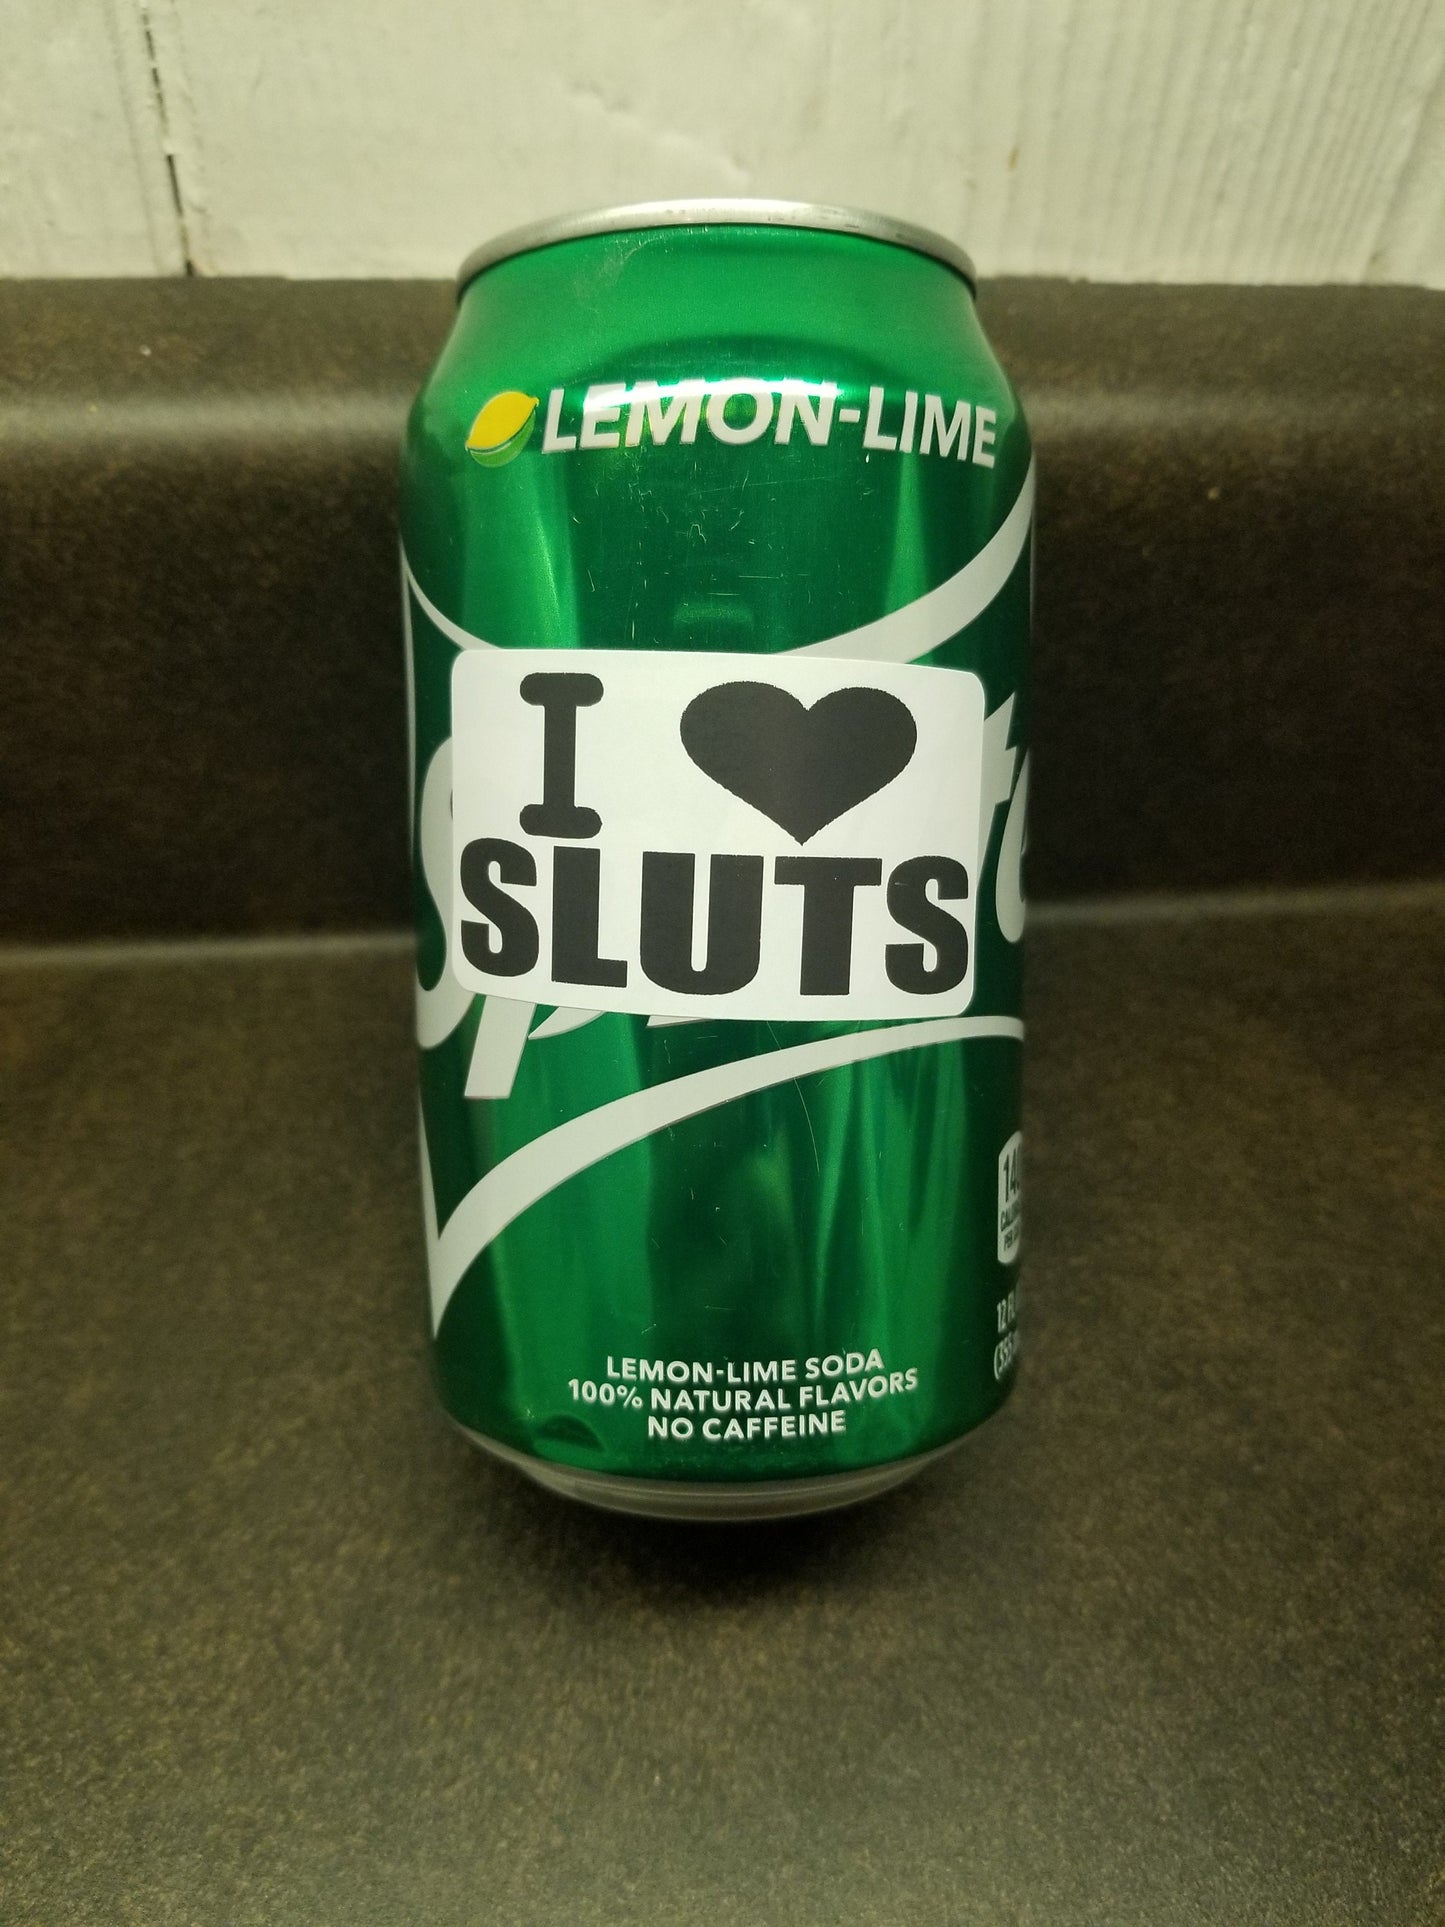 LEMON-LIME
I
SLUTS
LEMON-LIME SODA
100% NATURAL FLAVORS
NO CAFFEINE